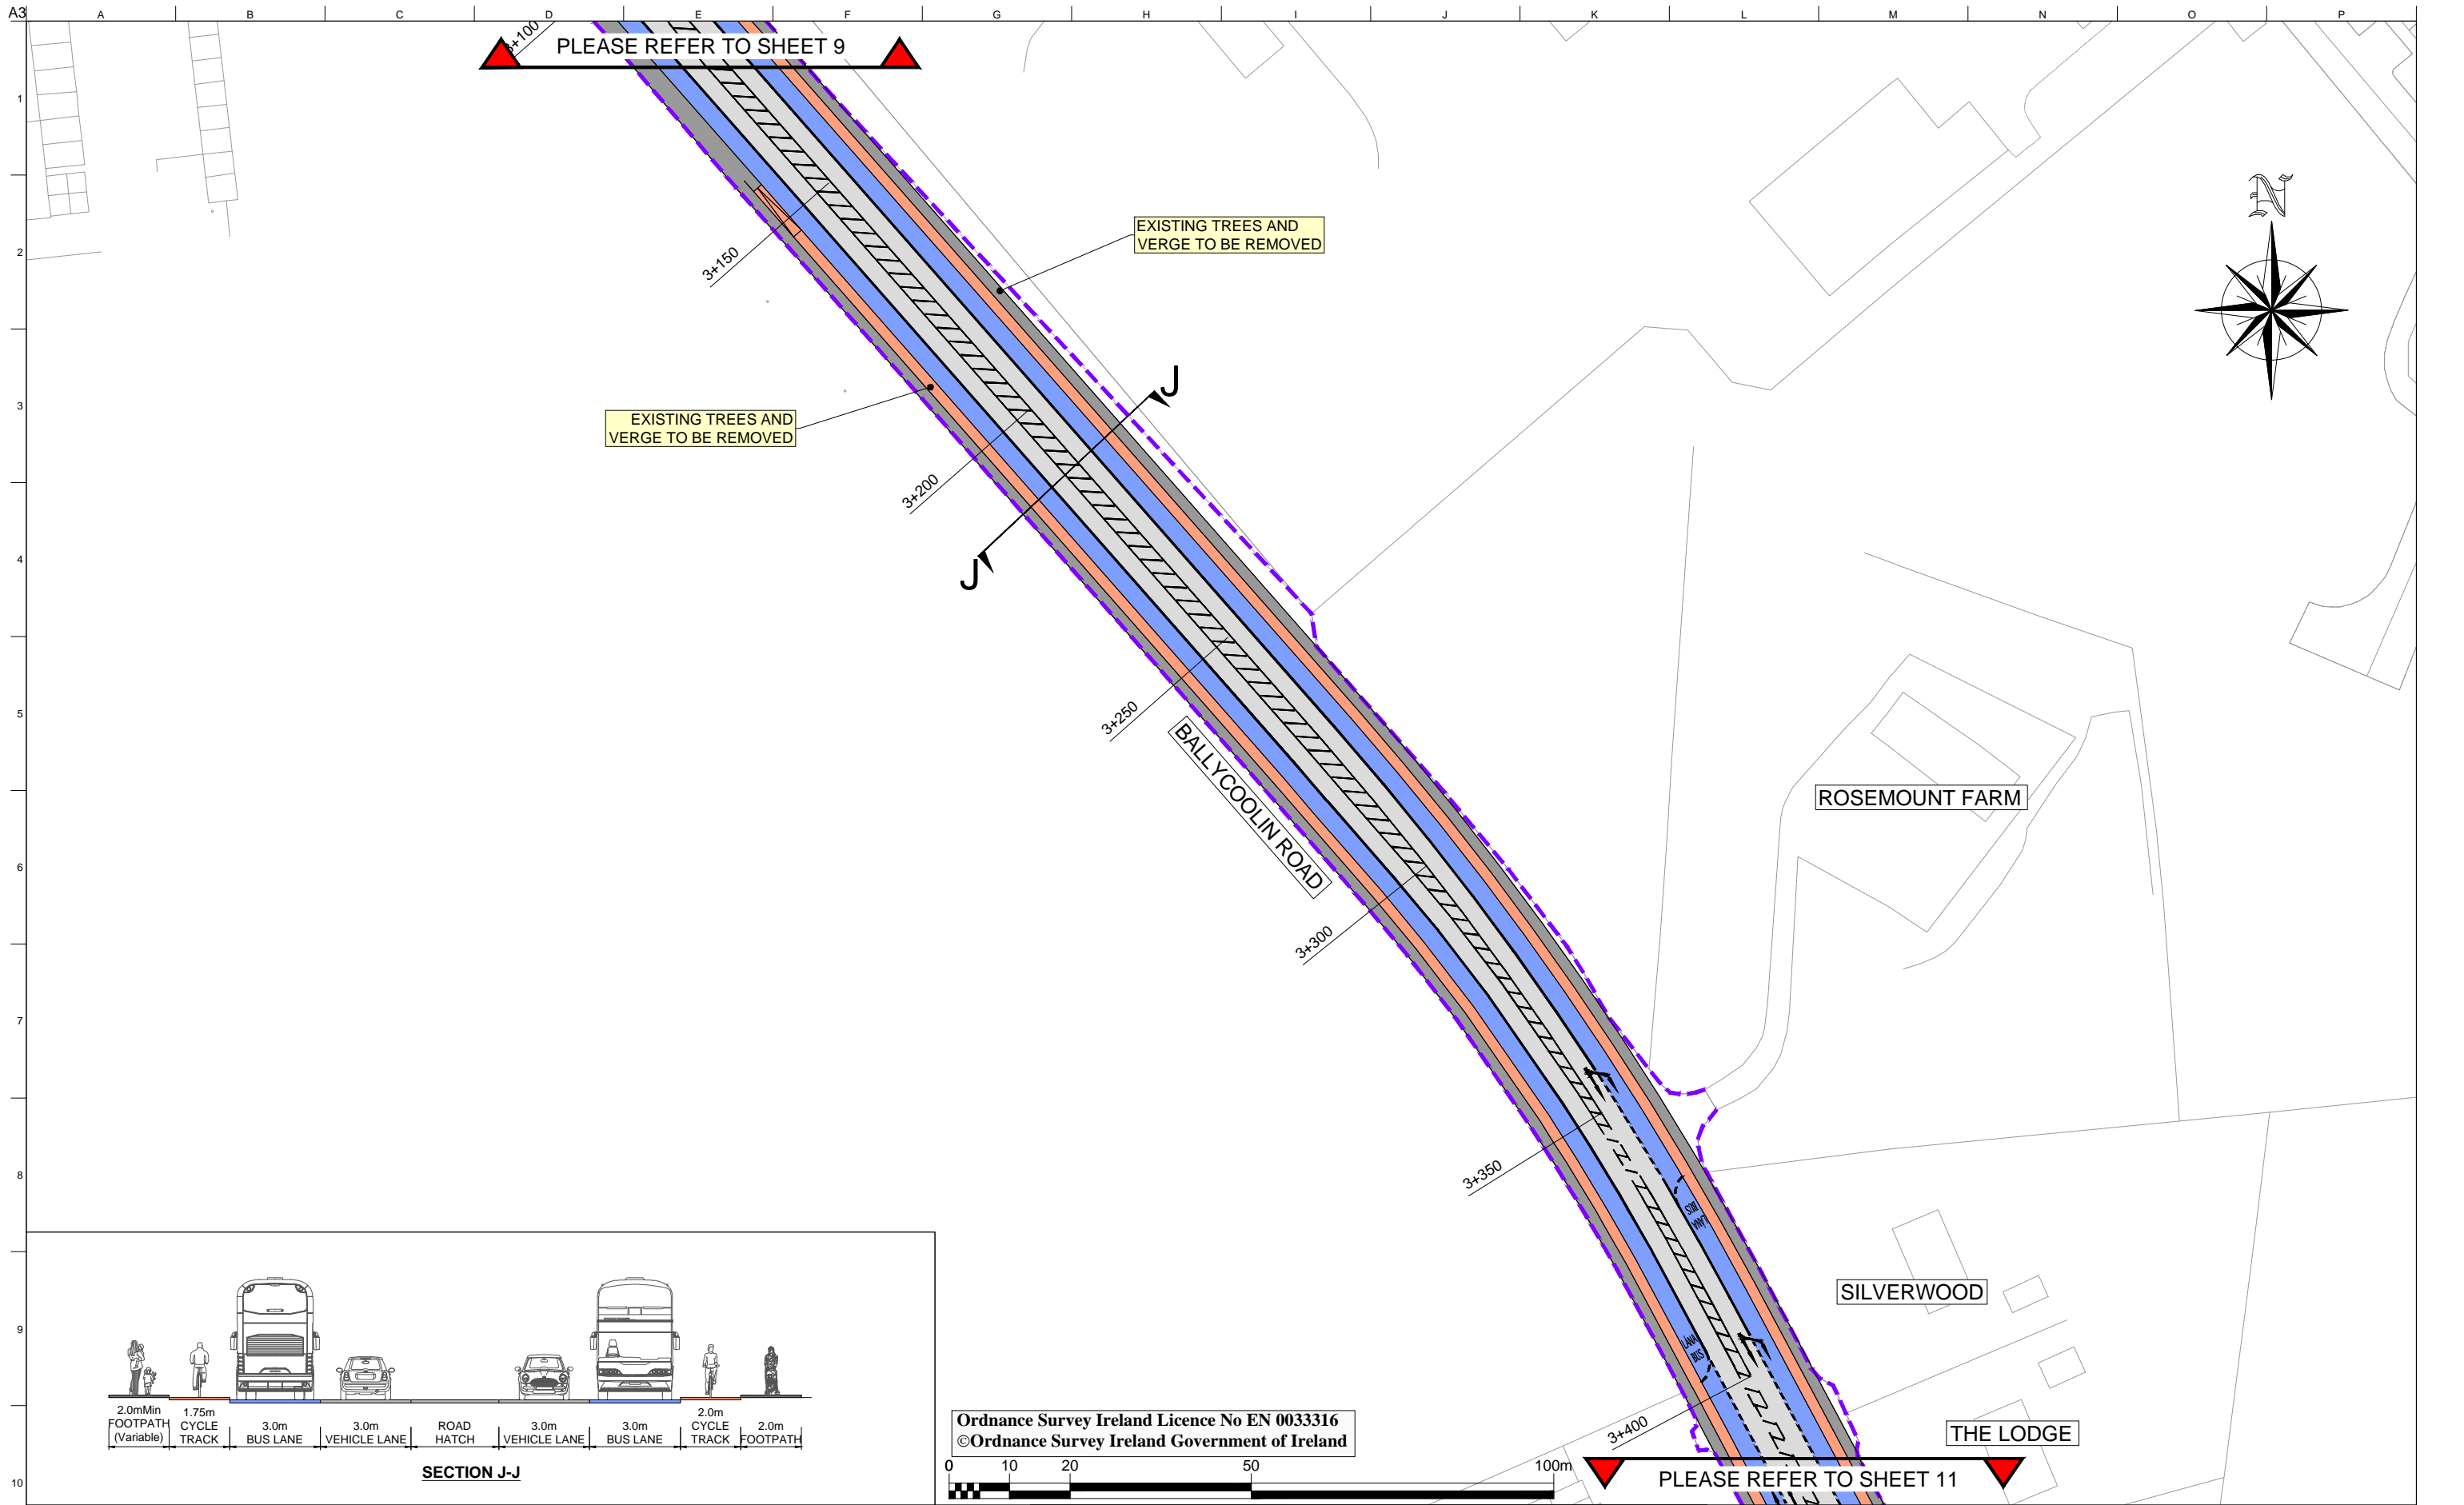 A3
A B C D E F G H I J K L M N O P
1
2
3
4
5
6
7
8
9
10
3+100
PLEASE REFER TO SHEET 9
N
EXISTING TREES AND
VERGE TO BE REMOVED
3+150
EXISTING TREES AND
VERGE TO BE REMOVED
J
3+200
J
3+250
BALLYCOOLIN ROAD
ROSEMOUNT FARM
3+300
3+350
LÁNA
BUS
SILVERWOOD
LÁNA
BUS
3+400
THE LODGE
2.0mMin
FOOTPATH
(Variable)
1.75m
CYCLE
TRACK
3.0m
BUS LANE
3.0m
VEHICLE LANE
ROAD
HATCH
3.0m
VEHICLE LANE
3.0m
BUS LANE
2.0m
CYCLE
TRACK
2.0m
FOOTPATH
SECTION J-J
Ordnance Survey Ireland Licence No EN 0033316
©Ordnance Survey Ireland Government of Ireland
0 10 20 50 100m
PLEASE REFER TO SHEET 11